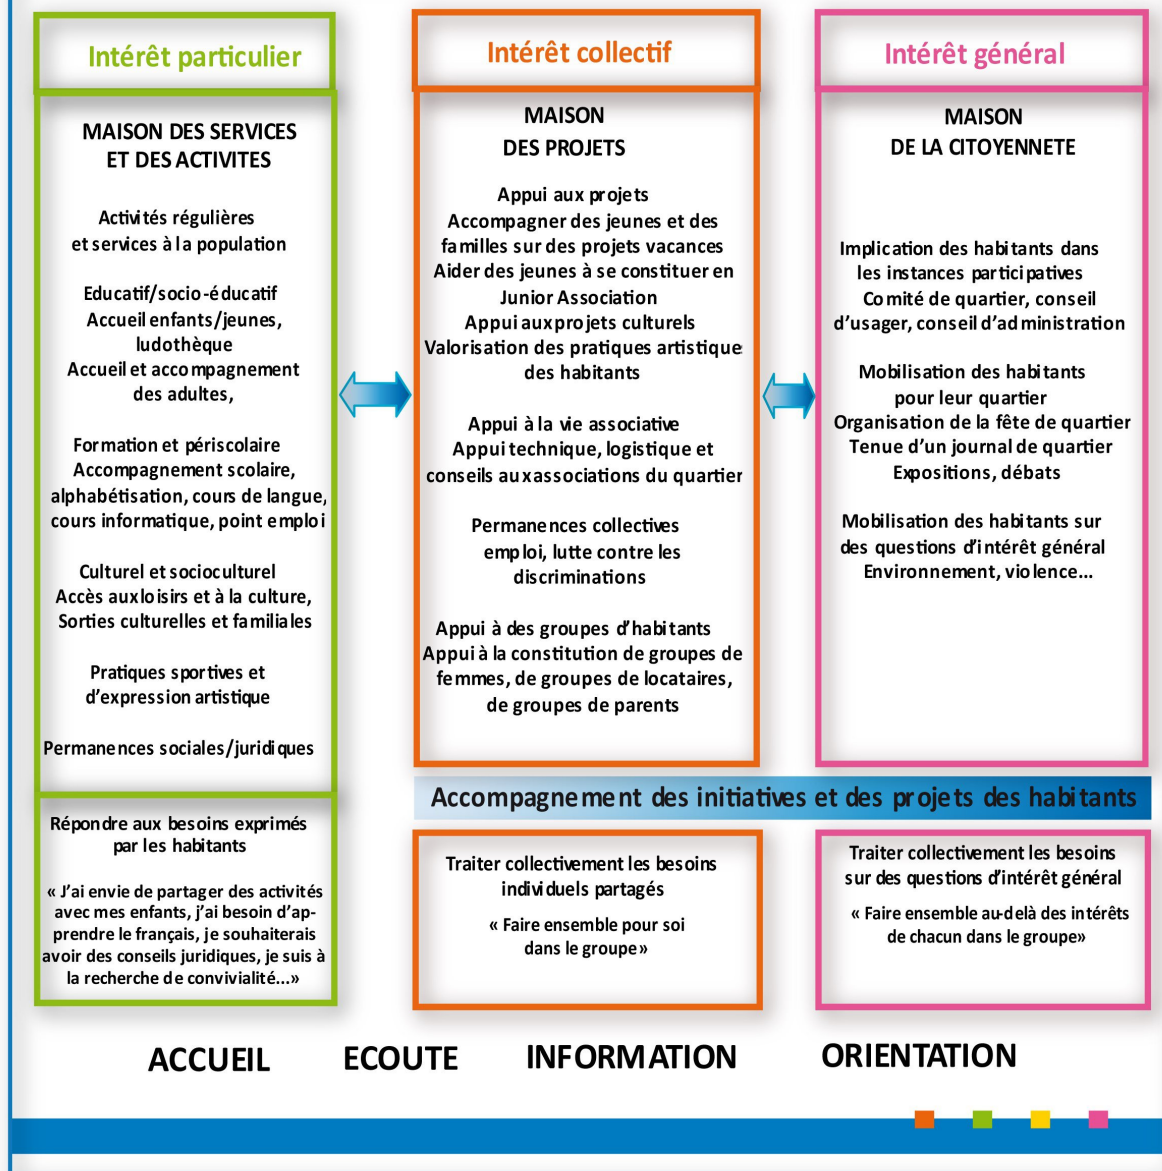 Intérêt particulier
MAISON DES SERVICES
ET DES ACTIVITES
Activités régulières
et services à la population
Educatif/socio-éducatif
Accueil enfants/jeunes,
ludothèque
Accueil et accompagnement
des adultes,
Formation et périscolaire
Accompagnement scolaire,
alphabétisation, cours de langue,
cours informatique, point emploi
Culturel et socioculturel
Accès aux loisirs et à la culture,
Sorties culturelles et familiales
Pratiques sportives et
d'expression artistique
Permanences sociales/juridiques
Répondre aux besoins exprimés
par les habitants
« J'ai envie de partager des activités
avec mes enfants, j'ai besoin d'ap-
prendre le français, je souhaiterais
avoir des conseils juridiques, je suis à
la recherche de convivialité...»
Intérêt collectif
MAISON
DES PROJETS
Appui aux projets
Accompagner des jeunes et des
familles sur des projets vacances
Aider des jeunes à se constituer en
Junior Association
Appui aux projets culturels
Valorisation des pratiques artistique
des habitants
Appui à la vie associative
Appui technique, logistique et
conseils aux associations du quartier
Permanences collectives
emploi, lutte contre les
discriminations
Appui à des groupes d'habitants
Appui à la constitution de groupes de
femmes, de groupes de locataires,
de groupes de parents
Intérêt général
MAISON
DE LA CITOYENNETE
Implication des habitants dans
les instances participatives
Comité de quartier, conseil
d'usager, conseil d'administration
Mobilisation des habitants
pour leur quartier
Organisation de la fête de quartier
Tenue d'un journal de quartier
Expositions, débats
Mobilisation des habitants sur
des questions d'intérêt général
Environnement, violence...
Accompagnement des initiatives et des projets des habitants
Traiter collectivement les besoins
individuels partagés
« Faire ensemble pour soi
dans le groupe»
Traiter collectivement les besoins
sur des questions d'intérêt général
« Faire ensemble au-delà des intérêts
de chacun dans le groupe»
ACCUEIL ECOUTE INFORMATION ORIENTATION